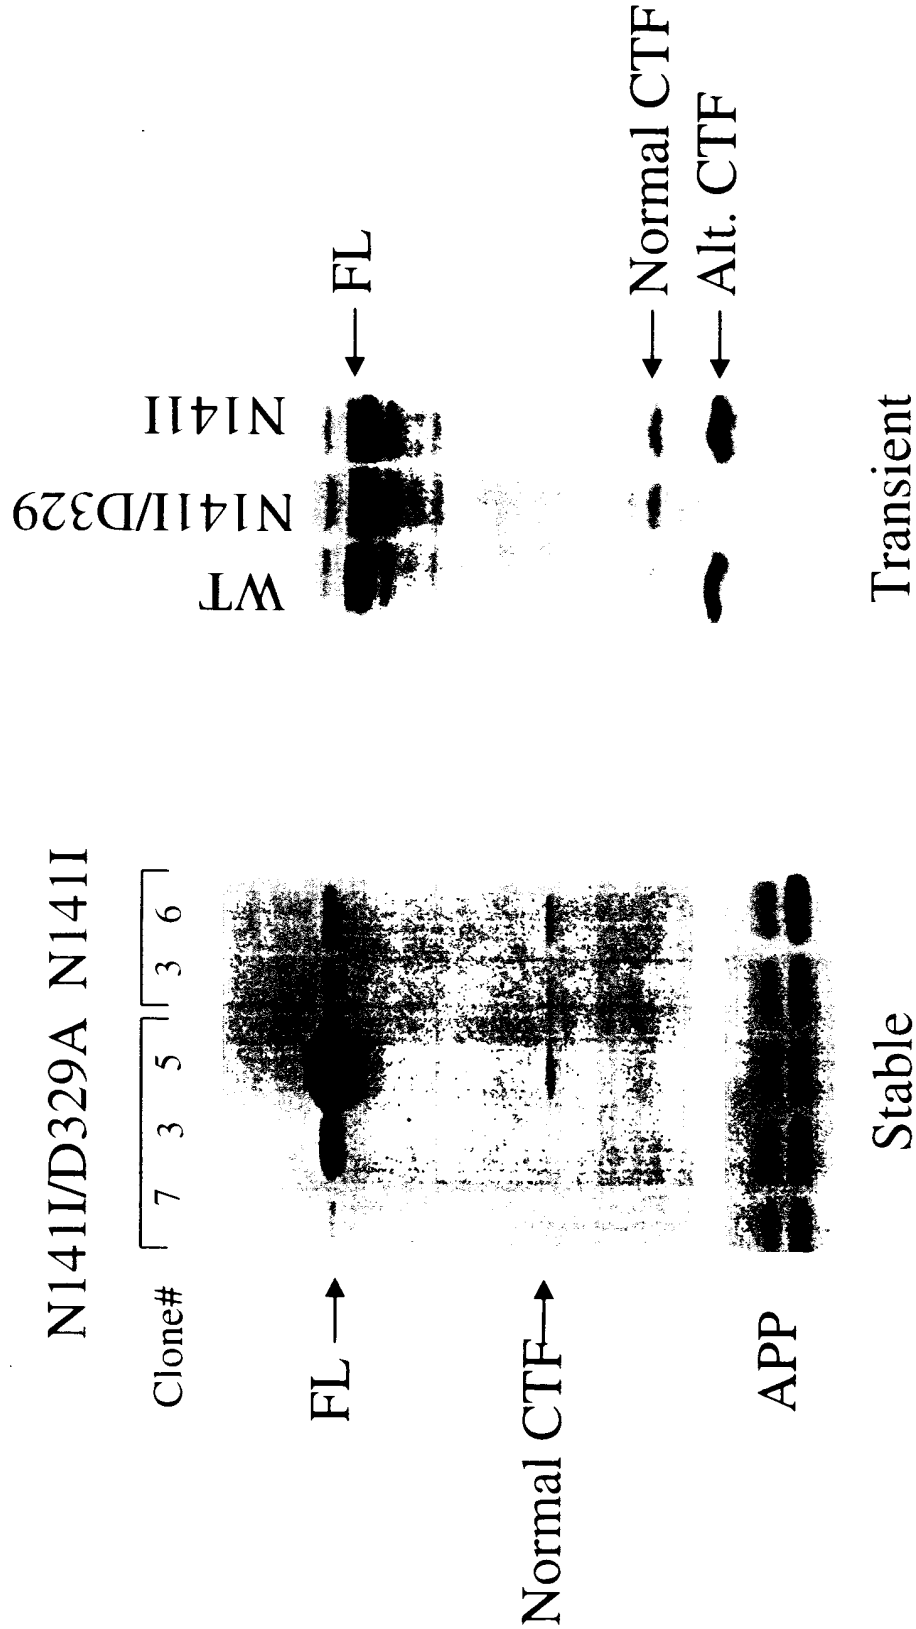 N141I/D329A N141I
Clone# 7 3 5 3 6
FL
Normal CTF
APP
Stable
WT
N141I/D329
N141I
FL
Normal CTF
Alt. CTF
Transient